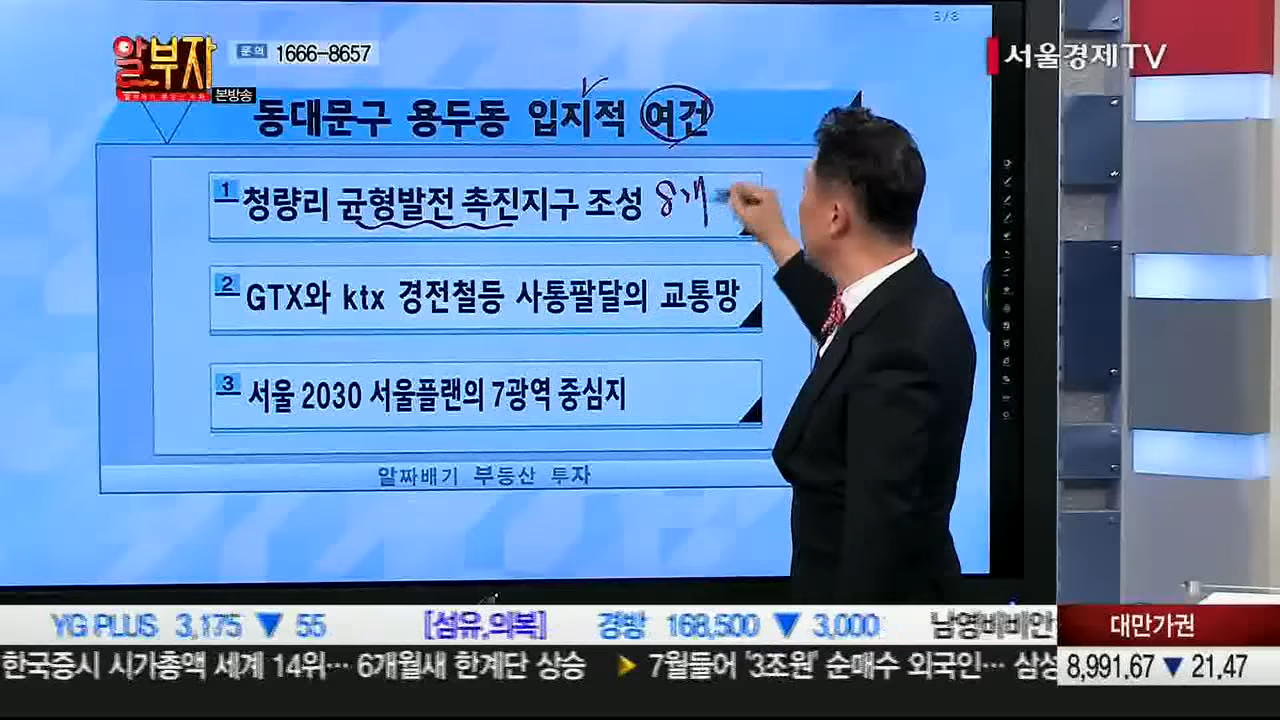 알부자
본방송
문의 1666-8657
5/8
서울경제TV
동대문구 용두동 입지적 여건
1 청량리 균형발전 촉진지구 조성 8개
2 GTX와 ktx 경전철등 사통팔달의 교통망
3 서울 2030 서울플랜의 7광역 중심지
알짜배기 부동산 투자
YG PLUS 3,175 ▼ 55 [섬유,의복] 경방 168,500 ▼ 3,000 남영비비안
대만가권
한국증시 시가총액 세계 14위… 6개월새 한계단 상승 ▶ 7월들어 '3조원' 순매수 외국인… 삼성
8,991.67 ▼ 21.47